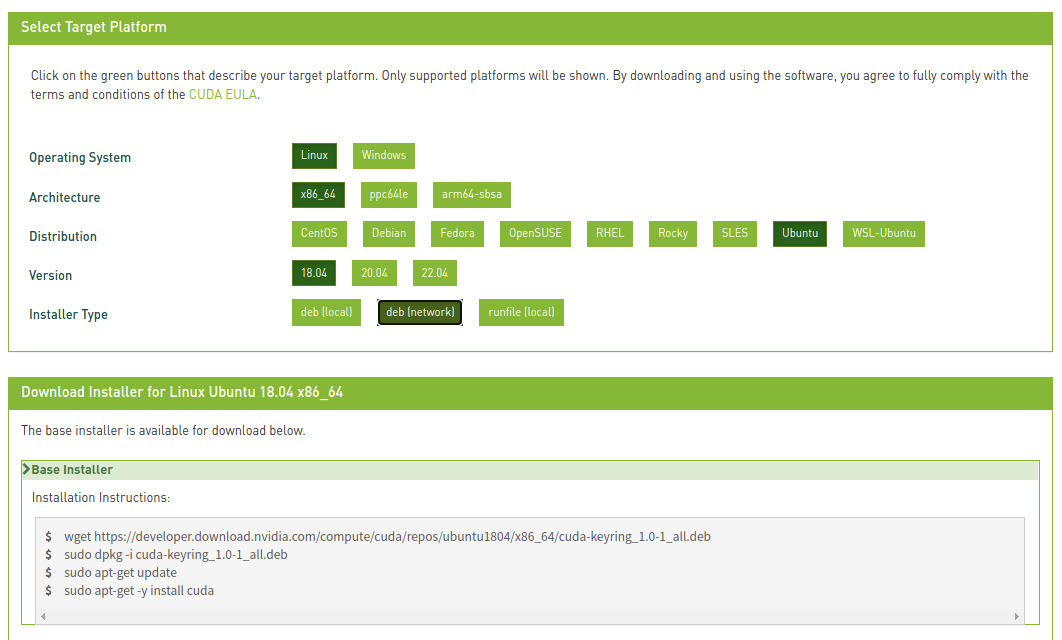 Select Target Platform
Click on the green buttons that describe your target platform. Only supported platforms will be shown. By downloading and using the software, you agree to fully comply with the
terms and conditions of the CUDA EULA.
Operating System Linux Windows
Architecture x86_64 ppc64le arm64-sbsa
Distribution CentOS Debian Fedora OpenSUSE RHEL Rocky SLES Ubuntu WSL-Ubuntu
Version 18.04 20.04 22.04
Installer Type deb (local) deb (network) runfile (local)
Download Installer for Linux Ubuntu 18.04 x86_64
The base installer is available for download below.
Base Installer
Installation Instructions:
$ wget https://developer.download.nvidia.com/compute/cuda/repos/ubuntu1804/x86_64/cuda-keyring_1.0-1_all.deb
$ sudo dpkg -i cuda-keyring_1.0-1_all.deb
$ sudo apt-get update
$ sudo apt-get -y install cuda